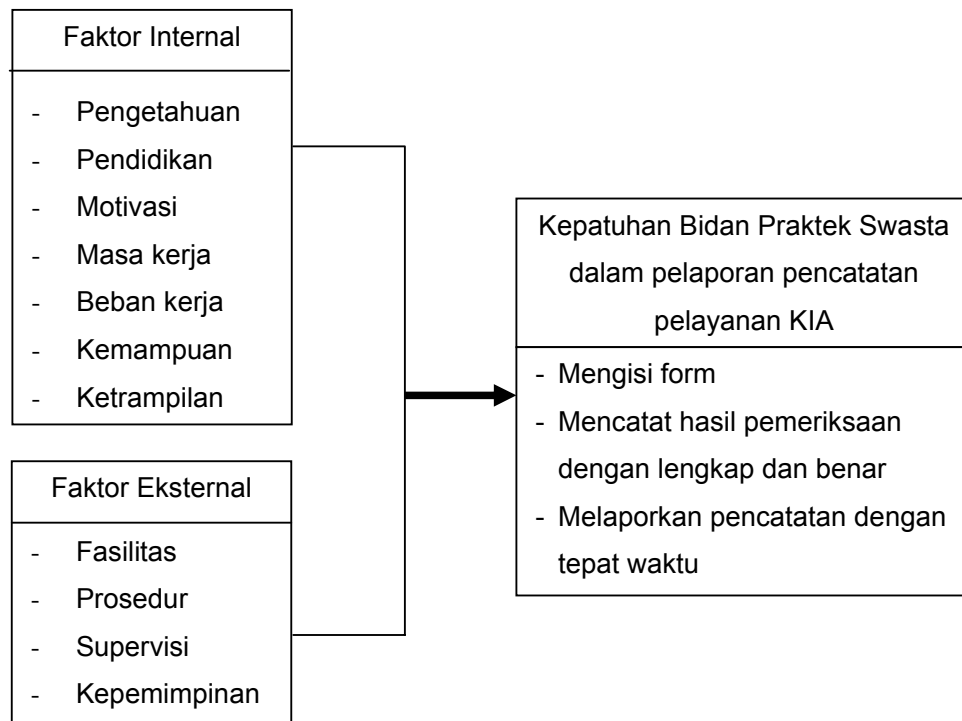 Faktor Internal
- Pengetahuan
- Pendidikan
- Motivasi
- Masa kerja
- Beban kerja
- Kemampuan
- Ketrampilan
Faktor Eksternal
- Fasilitas
- Prosedur
- Supervisi
- Kepemimpinan
Kepatuhan Bidan Praktek Swasta
dalam pelaporan pencatatan
pelayanan KIA
- Mengisi form
- Mencatat hasil pemeriksaan
dengan lengkap dan benar
- Melaporkan pencatatan dengan
tepat waktu